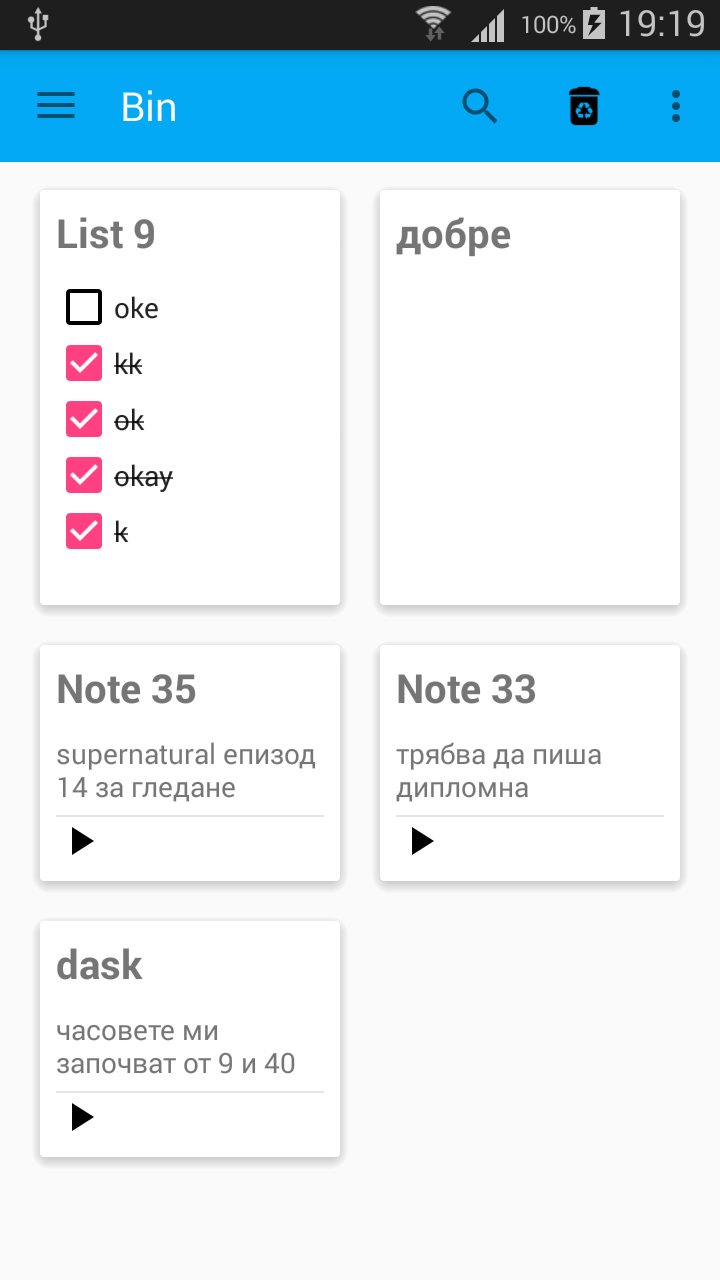 100%
19:19
Bin
List 9
oke
kk
ok
okay
k
добре
Note 35
supernatural епизод
14 за гледане
Note 33
трябва да пиша
дипломна
dask
часовете ми
започват от 9 и 40